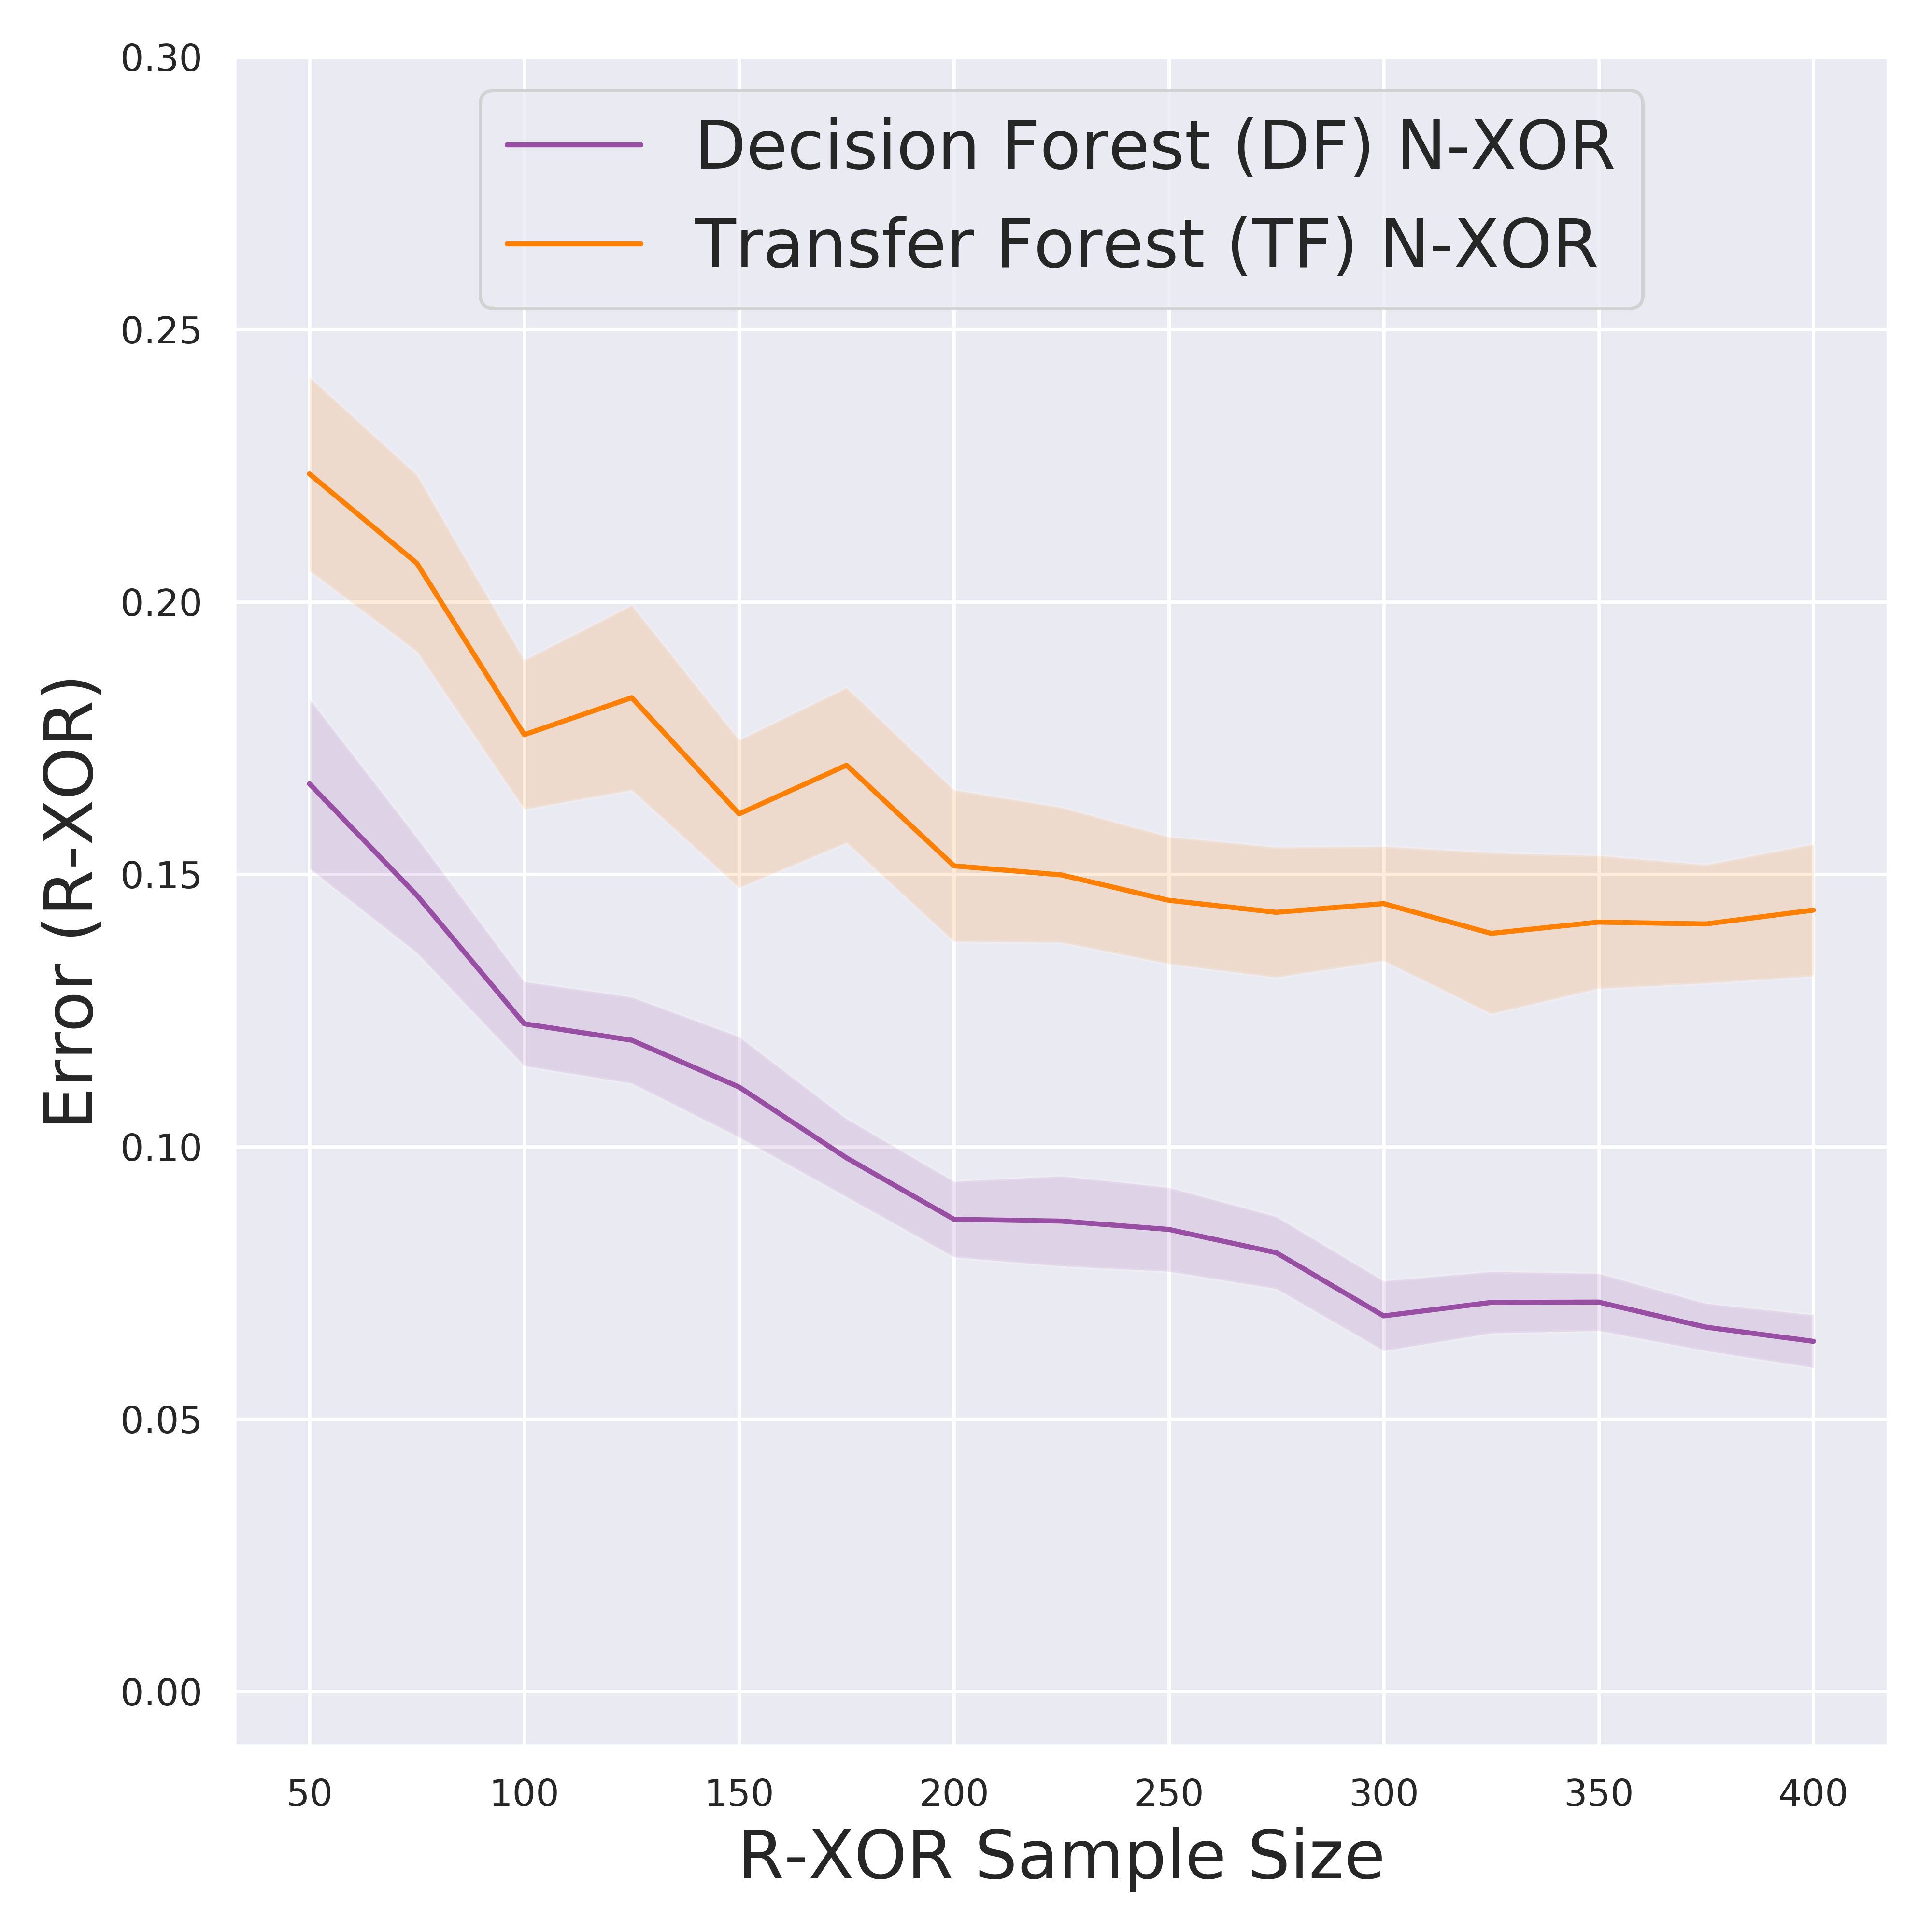 0.30
Decision Forest (DF) N-XOR
Transfer Forest (TF) N-XOR
0.25
0.20
0.15
0.10
0.05
0.00
Error (R-XOR)
50 100 150 200 250 300 350 400
R-XOR Sample Size